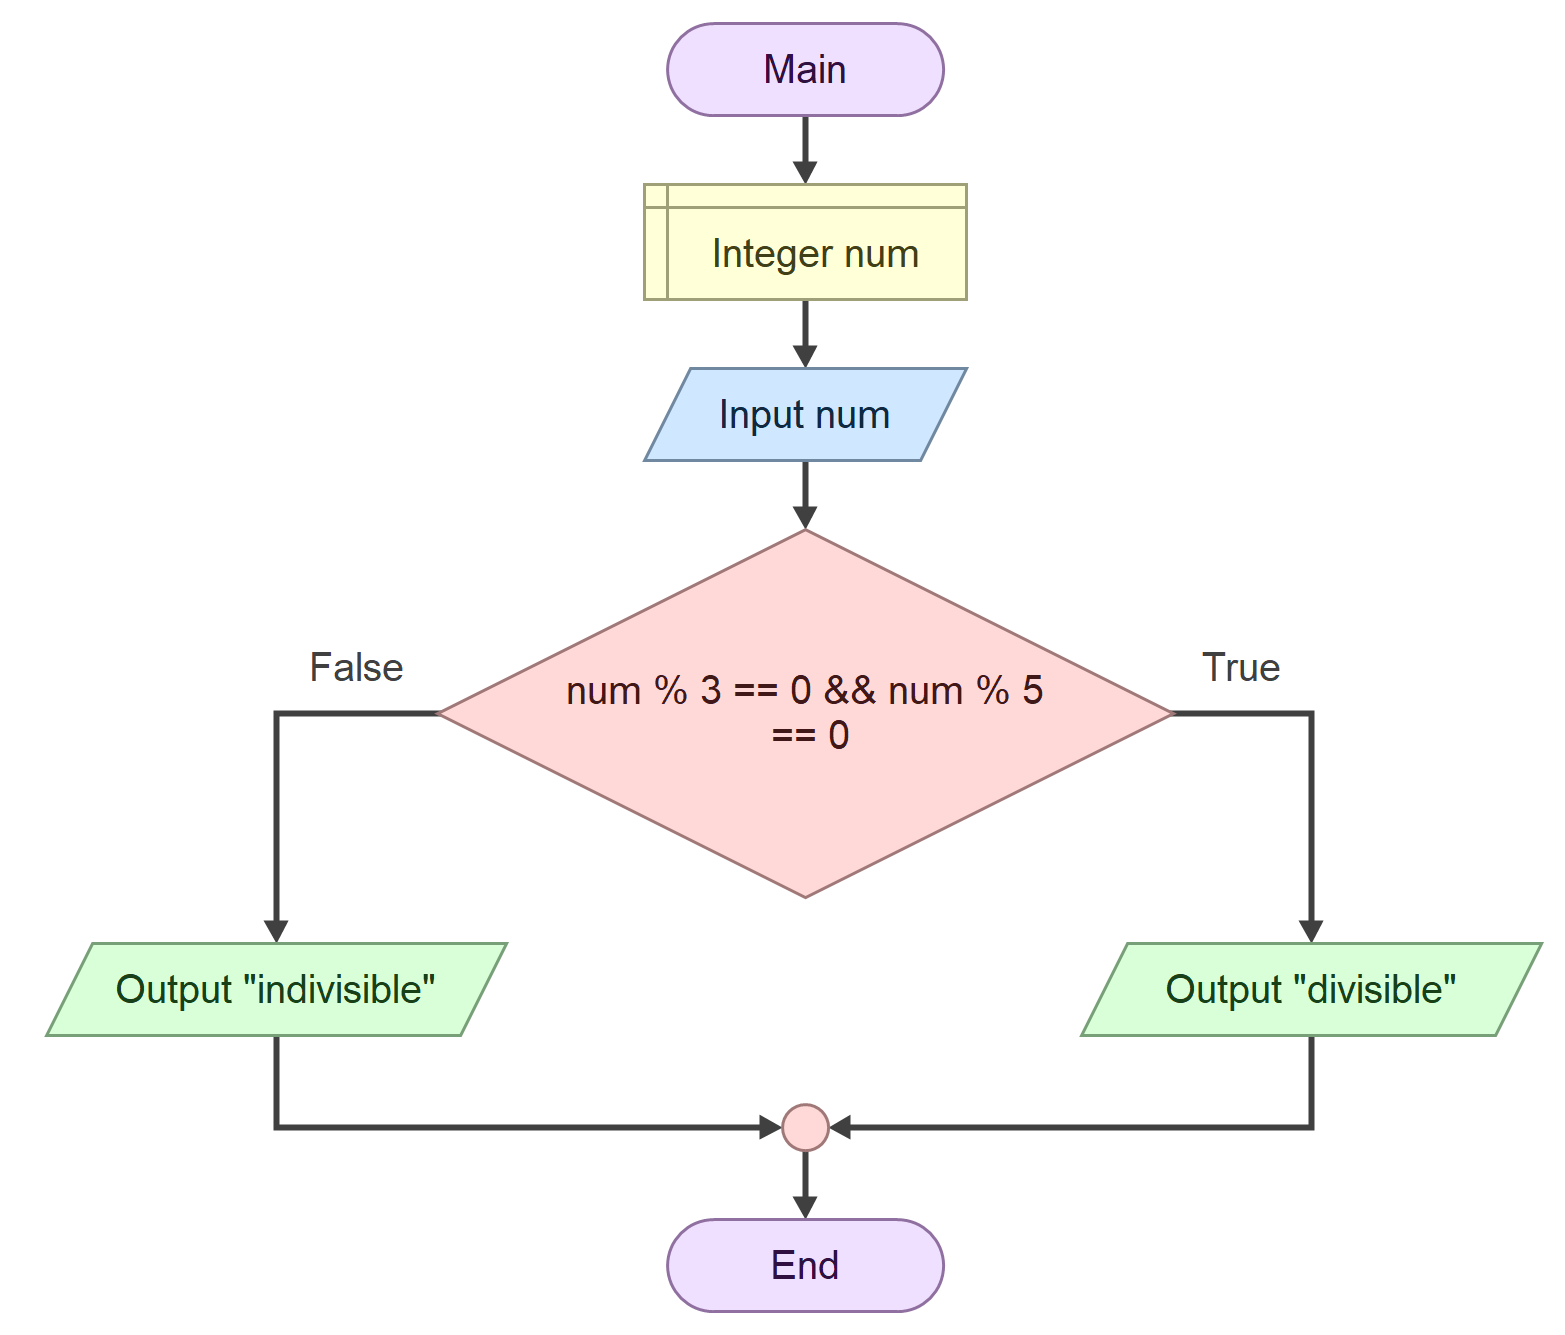 Main
Integer num
Input num
False
True
num % 3 == 0 && num % 5
== 0
Output "indivisible"
Output "divisible"
End